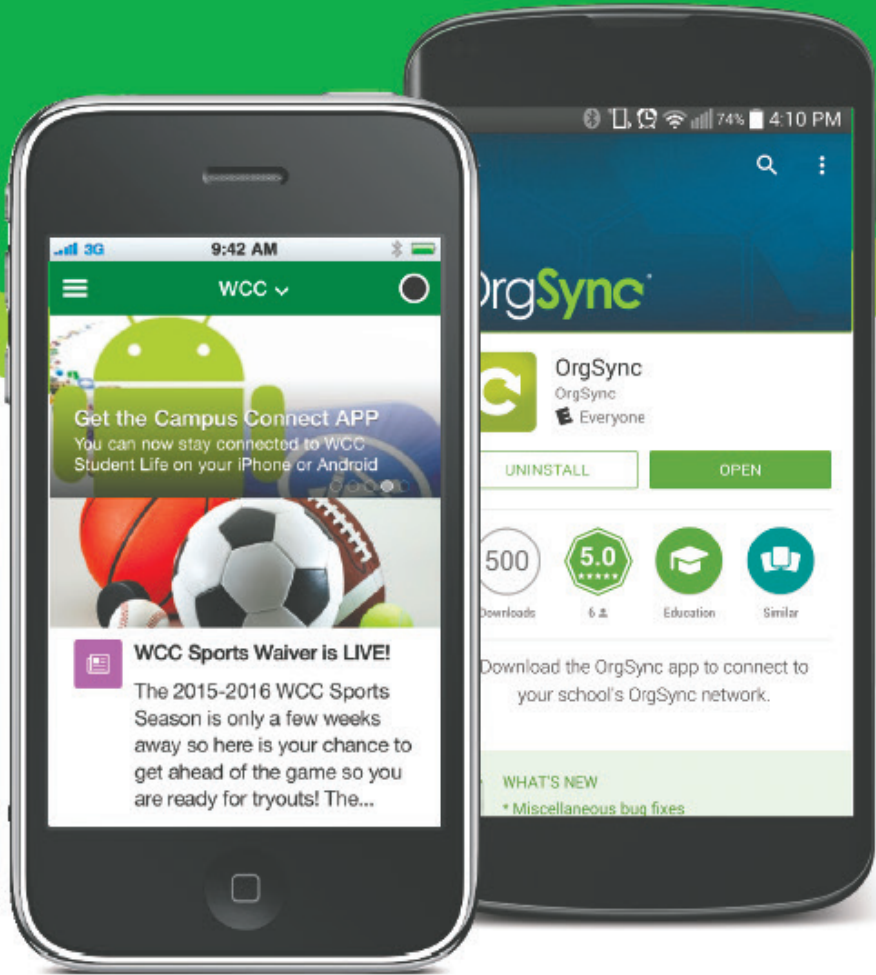 3G 9:42 AM
WCC
Get the Campus Connect APP
You can now stay connected to WCC
Student Life on your iPhone or Android
WCC Sports Waiver is LIVE!
The 2015-2016 WCC Sports
Season is only a few weeks
away so here is your chance to
get ahead of the game so you
are ready for tryouts! The...
74% 4:10 PM
OrgSync
OrgSync
OrgSync
E Everyone
UNINSTALL OPEN
500 5.0
Downloads 6 Education Similar
Download the OrgSync app to connect to
your school's OrgSync network.
WHAT'S NEW
* Miscellaneous bug fixes